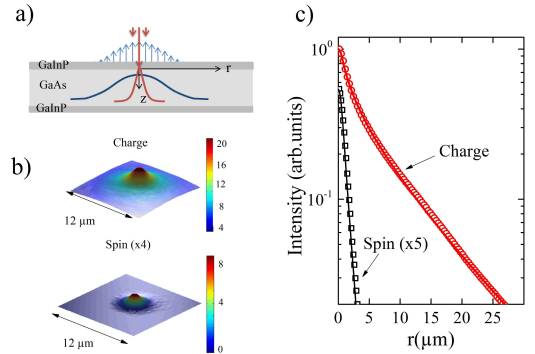 a)
GaInP
r
GaAs
z
GaInP
b)
Charge
20
16
12
8
4
12 µm
Spin (x4)
8
4
0
12 µm
c)
10⁰
10⁻¹
Intensity (arb.units)
Charge
Spin (x5)
0 5 10 15 20 25
r(µm)